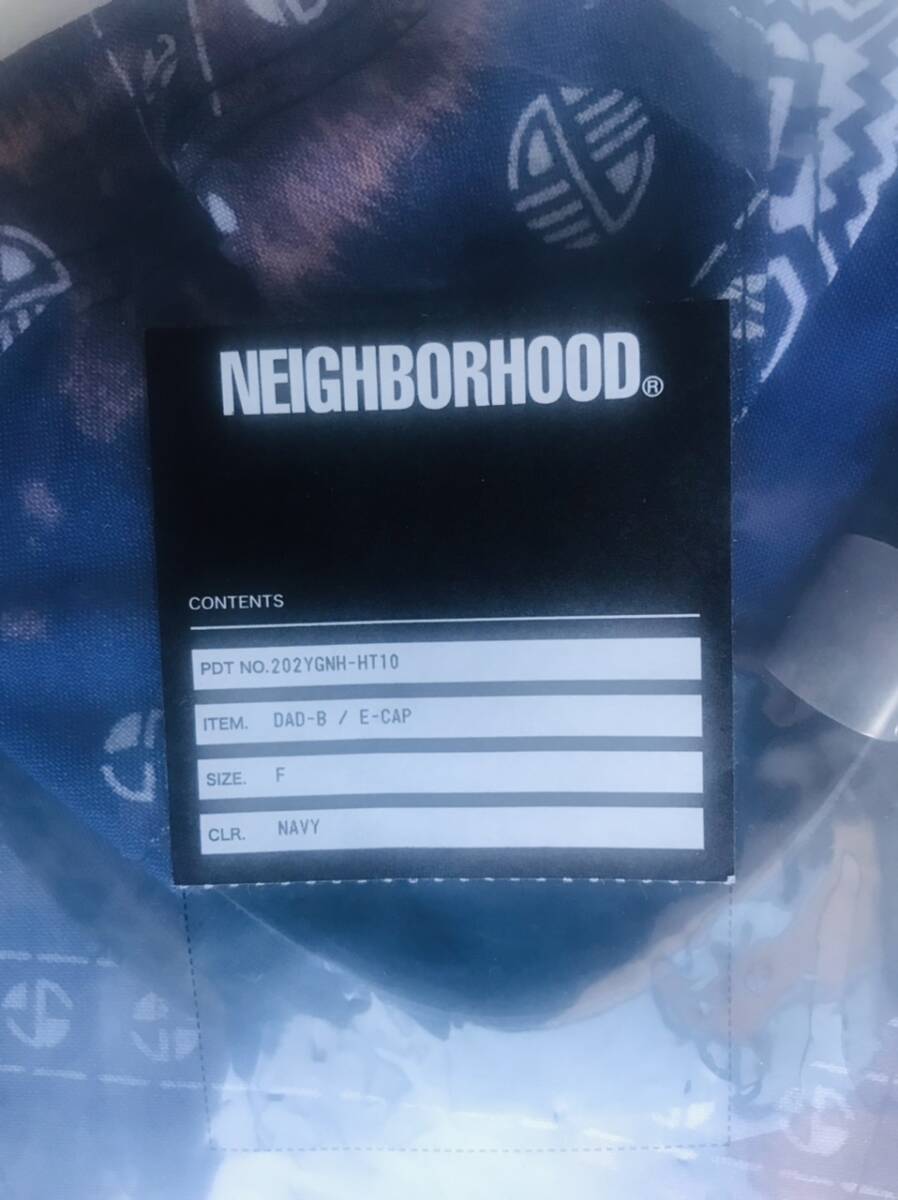 NEIGHBORHOOD®
CONTENTS
PDT NO. 202YGNH-HT10
ITEM. DAD-B / E-CAP
SIZE. F
CLR. NAVY